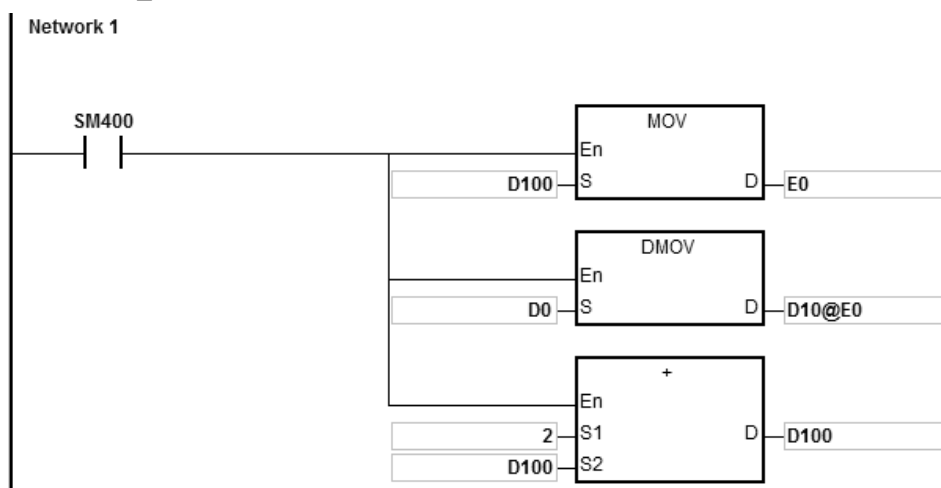 Network 1
SM400
MOV
En
D100 S D E0
DMOV
En
D0 S D D10@E0
+
En
2 S1 D D100
D100 S2